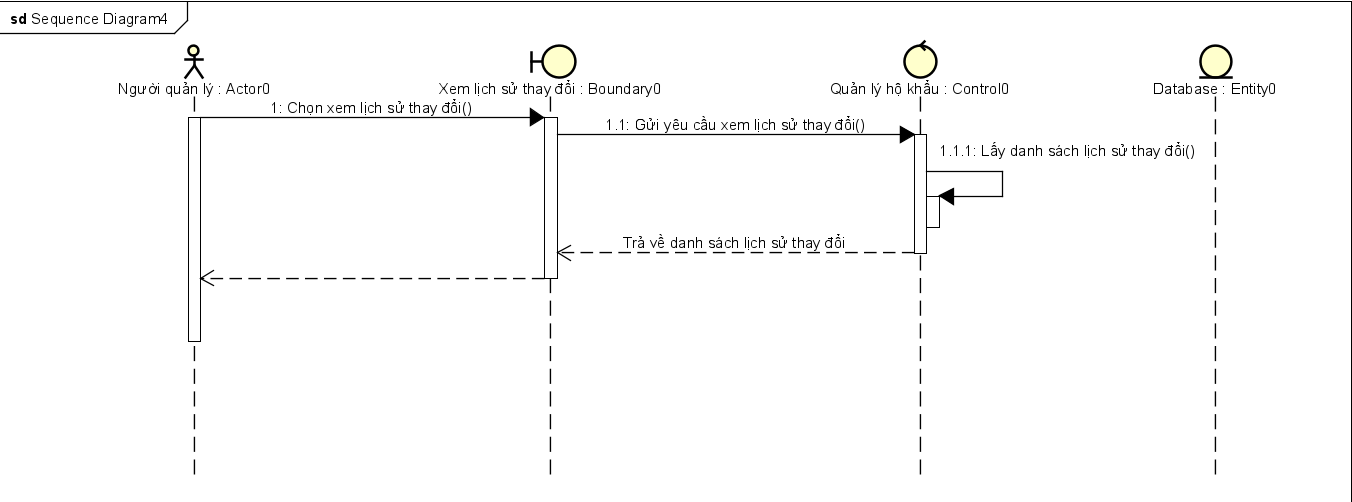 sd Sequence Diagram4
Người quản lý : Actor0
Xem lịch sử thay đổi : Boundary0
Quản lý hộ khẩu : Control0
Database : Entity0
1: Chọn xem lịch sử thay đổi()
1.1: Gửi yêu cầu xem lịch sử thay đổi()
1.1.1: Lấy danh sách lịch sử thay đổi()
Trả về danh sách lịch sử thay đổi